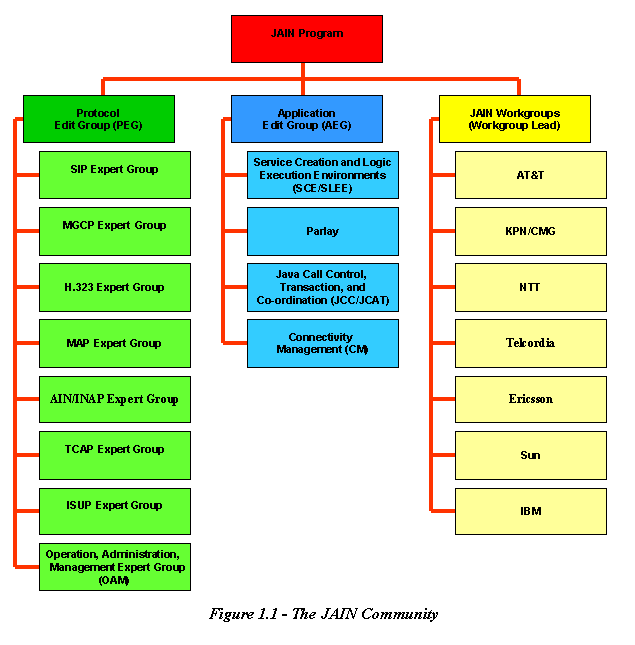 JAIN Program
Protocol
Edit Group (PEG)
SIP Expert Group
MGCP Expert Group
H.323 Expert Group
MAP Expert Group
AIN/INAP Expert Group
TCAP Expert Group
ISUP Expert Group
Operation, Administration,
Management Expert Group
(OAM)
Application
Edit Group (AEG)
Service Creation and Logic
Execution Environments
(SCE/SLEE)
Parlay
Java Call Control,
Transaction, and
Co-ordination (JCC/JCAT)
Connectivity
Management (CM)
JAIN Workgroups
(Workgroup Lead)
AT&T
KPN/CMG
NTT
Telcordia
Ericsson
Sun
IBM
Figure 1.1 - The JAIN Community